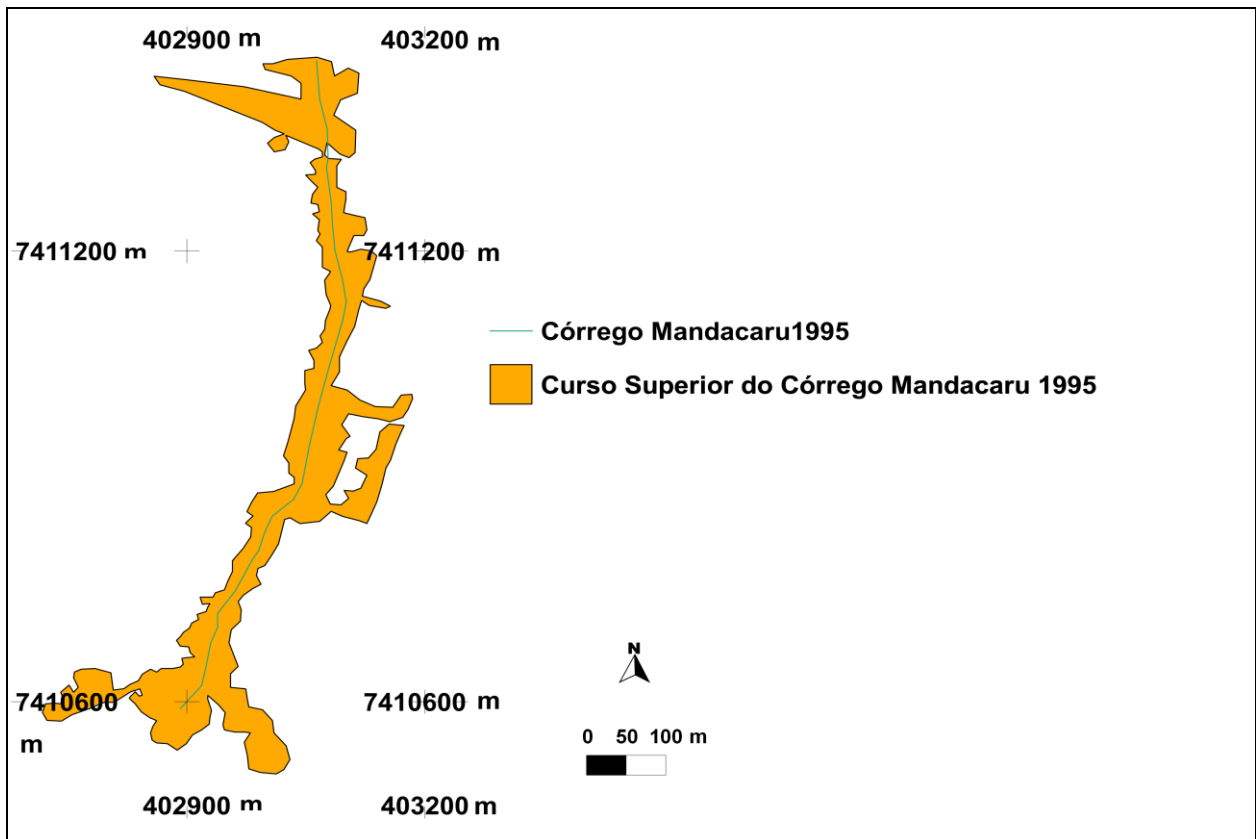 402900 m 403200 m
7411200 m 7411200 m
Córrego Mandacaru1995
Curso Superior do Córrego Mandacaru 1995
N
7410600 m 7410600 m
0 50 100 m
402900 m 403200 m